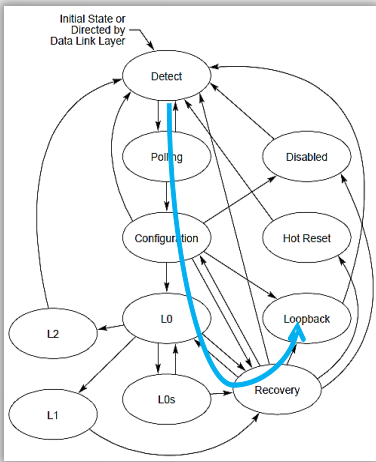 Initial State or
Directed by
Data Link Layer
Detect
Polling
Disabled
Configuration
Hot Reset
L0
Loopback
L2
L0s
Recovery
L1